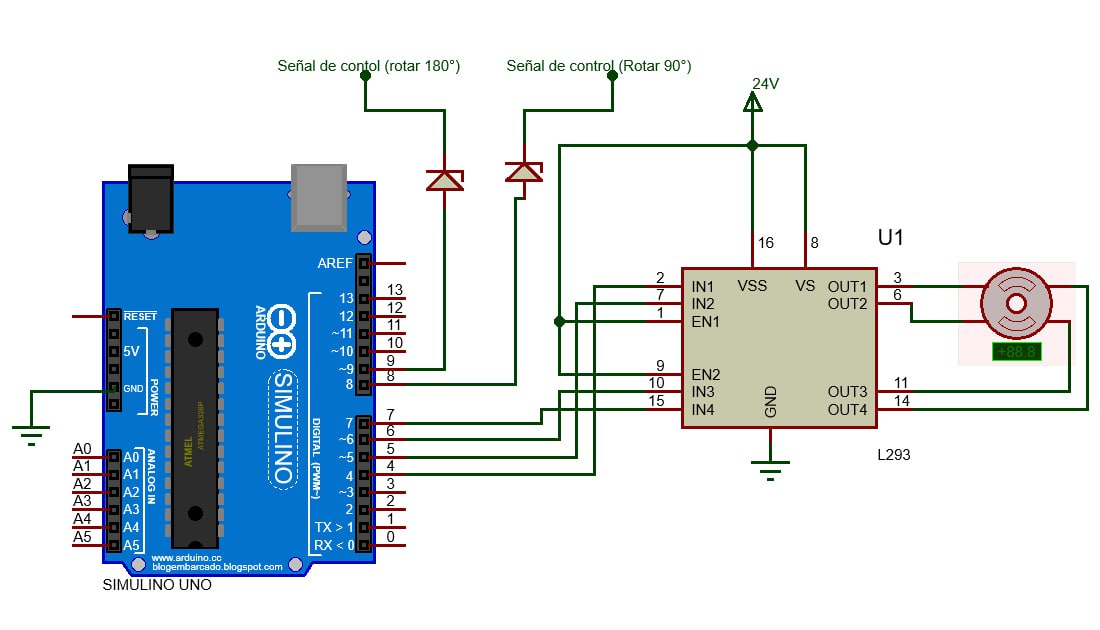 Señal de contol (rotar 180°)
Señal de control (Rotar 90°)
24V
U1
16
8
2
7
1
9
10
15
IN1
IN2
EN1
EN2
IN3
IN4
VSS
VS
GND
OUT1
OUT2
OUT3
OUT4
3
6
11
14
+88.8
L293
AREF
13
12
~11
~10
~9
8
7
~6
~5
4
~3
2
TX > 1
RX < 0
13
12
11
10
9
8
7
6
5
4
3
2
1
0
RESET
5V
GND
POWER
A0
A1
A2
A3
A4
A5
A0
A1
A2
A3
A4
A5
ANALOG IN
ARDUINO
SIMULINO
DIGITAL (PWM~)
ATMEL
ATMEGA328P
www.arduino.cc
blogembarcado.blogspot.com
SIMULINO UNO